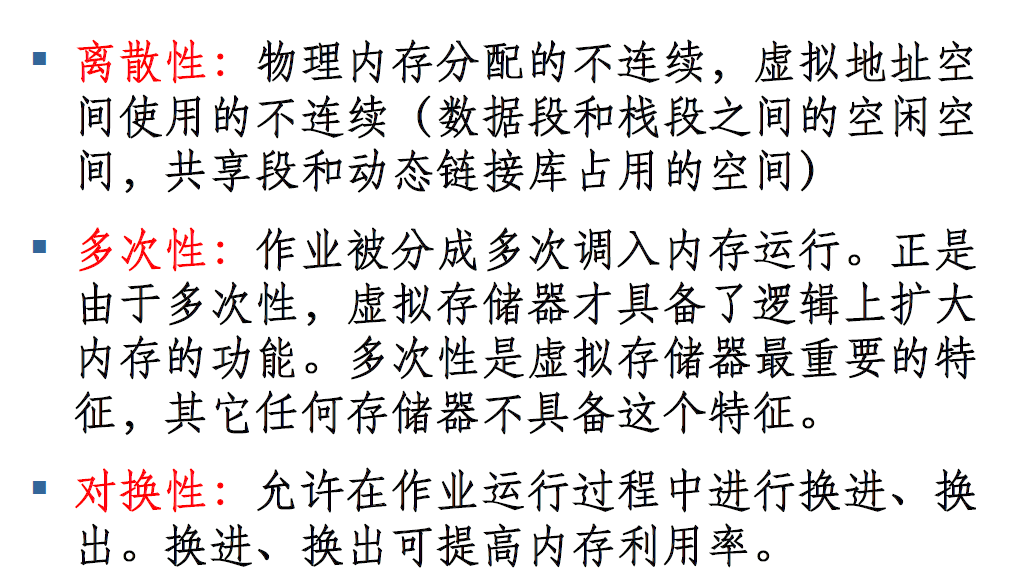 ▪ 离散性：物理内存分配的不连续，虚拟地址空
间使用的不连续（数据段和栈段之间的空闲空
间，共享段和动态链接库占用的空间）
▪ 多次性：作业被分成多次调入内存运行。正是
由于多次性，虚拟存储器才具备了逻辑上扩大
内存的功能。多次性是虚拟存储器最重要的特
征，其它任何存储器不具备这个特征。
▪ 对换性：允许在作业运行过程中进行换进、换
出。换进、换出可提高内存利用率。